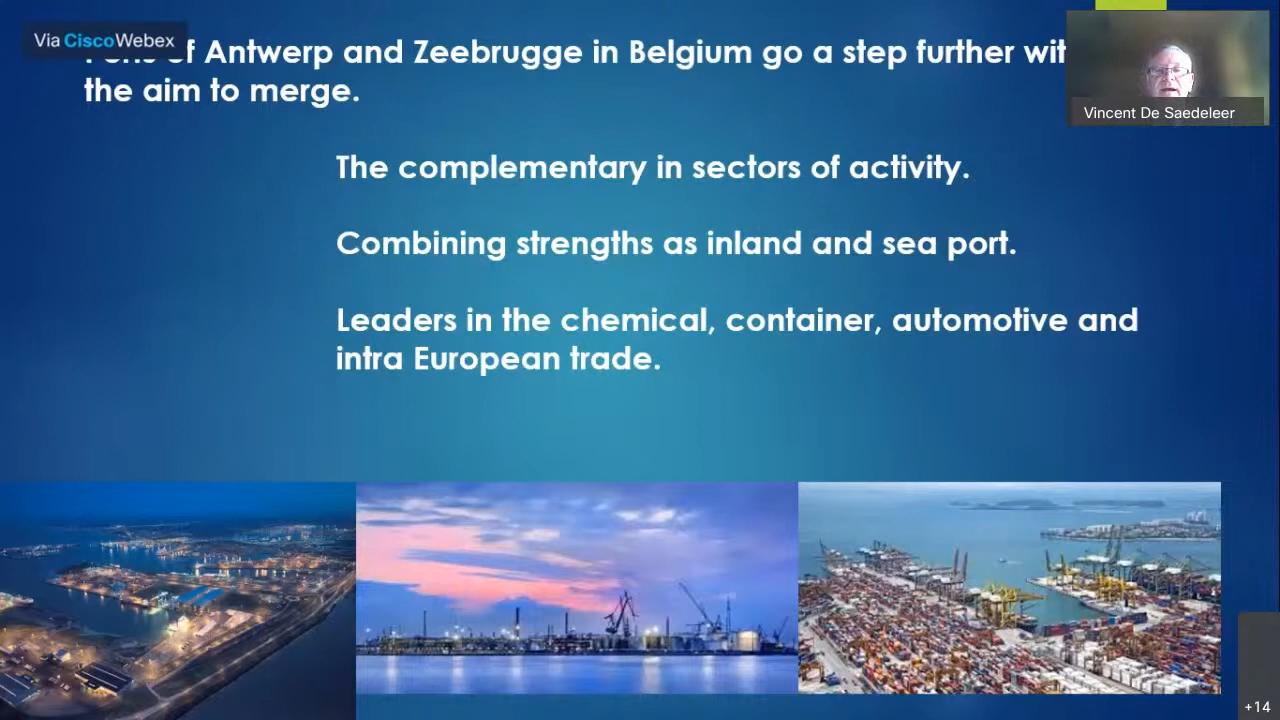 Via Cisco Webex
of Antwerp and Zeebrugge in Belgium go a step further
the aim to merge.
Vincent De Saedeleer
The complementary in sectors of activity.
Combining strengths as inland and sea port.
Leaders in the chemical, container, automotive and
intra European trade.
+14